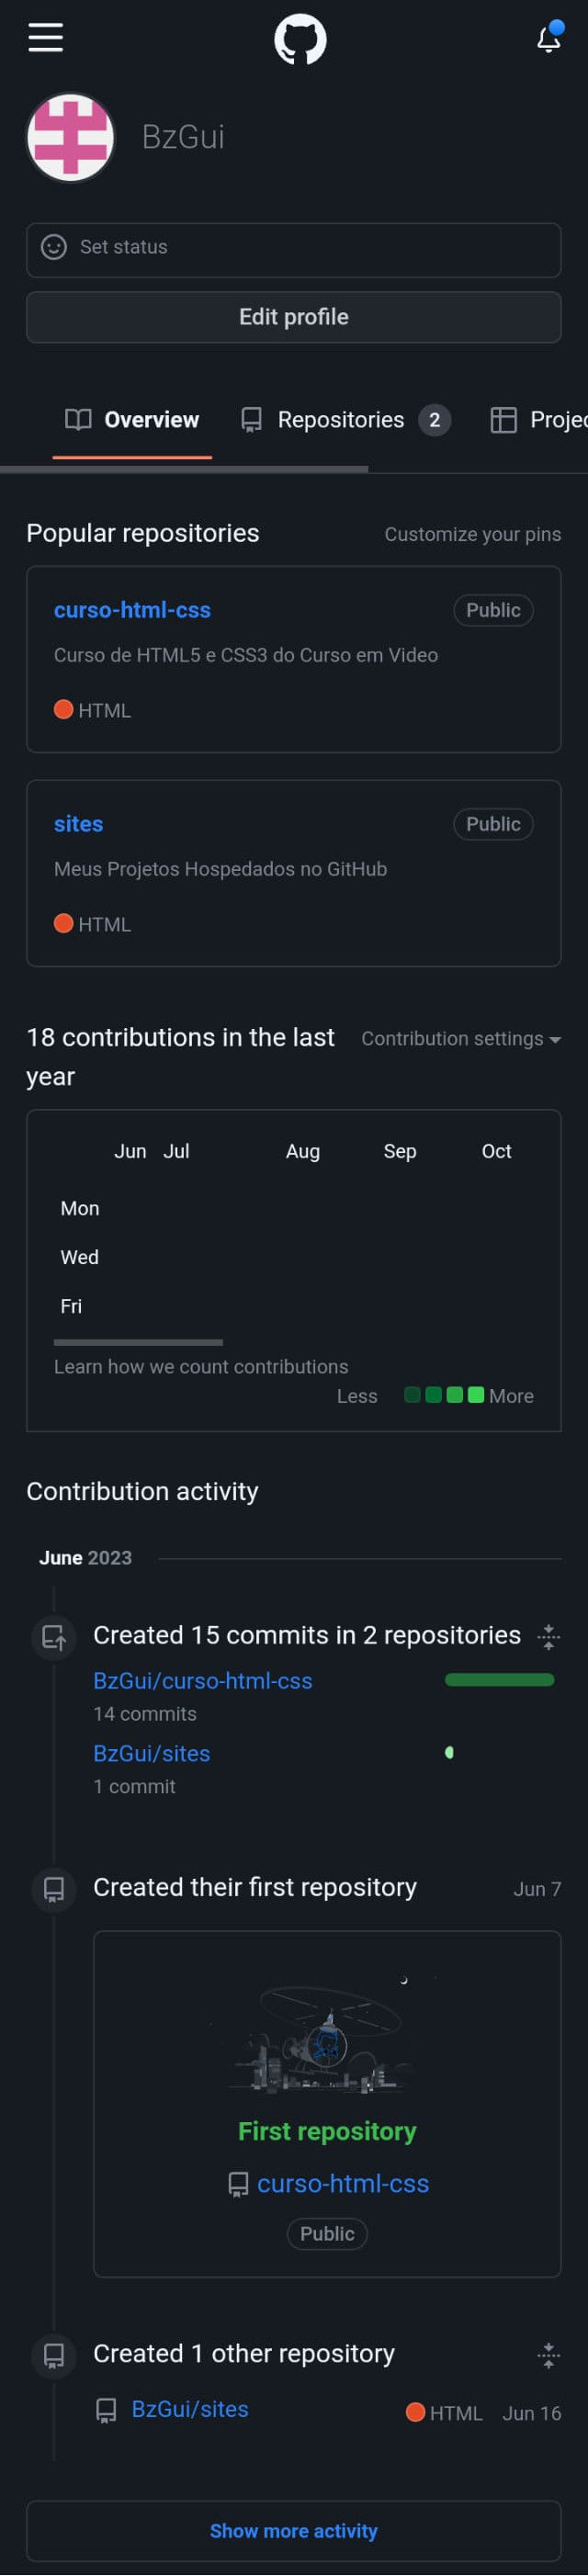 BzGui
Set status
Edit profile
Overview Repositories 2 Projec
Popular repositories Customize your pins
curso-html-css Public
Curso de HTML5 e CSS3 do Curso em Video
HTML
sites Public
Meus Projetos Hospedados no GitHub
HTML
18 contributions in the last Contribution settings
year
Jun Jul Aug Sep Oct
Mon
Wed
Fri
Learn how we count contributions
Less More
Contribution activity
June 2023
Created 15 commits in 2 repositories
BzGui/curso-html-css
14 commits
BzGui/sites
1 commit
Created their first repository Jun 7
First repository
curso-html-css
Public
Created 1 other repository
BzGui/sites HTML Jun 16
Show more activity